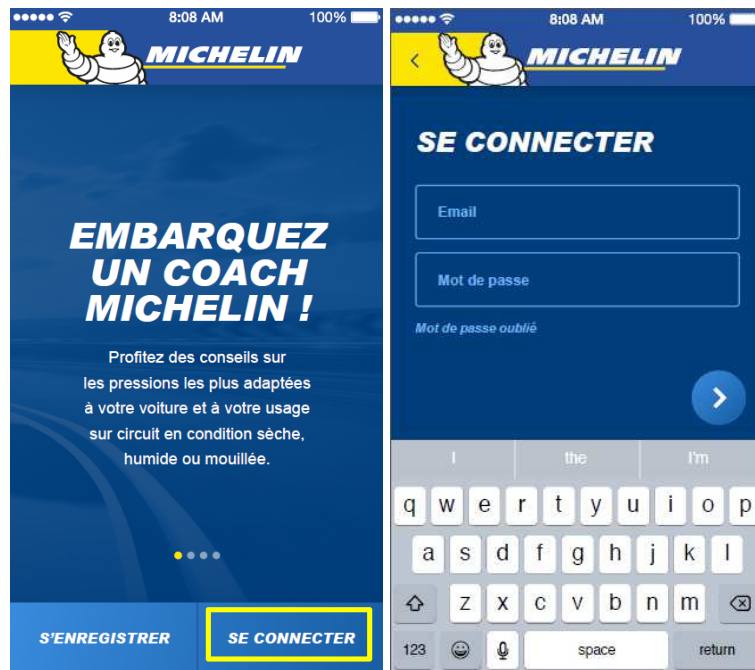 8:08 AM 100%
MICHELIN
EMBARQUEZ
UN COACH
MICHELIN !
Profitez des conseils sur
les pressions les plus adaptées
à votre voiture et à votre usage
sur circuit en condition sèche,
humide ou mouillée.
S'ENREGISTRER SE CONNECTER
8:08 AM 100%
MICHELIN
SE CONNECTER
Email
Mot de passe
Mot de passe oublié
I the I'm
q w e r t y u i o p
a s d f g h j k l
z x c v b n m
123 space return